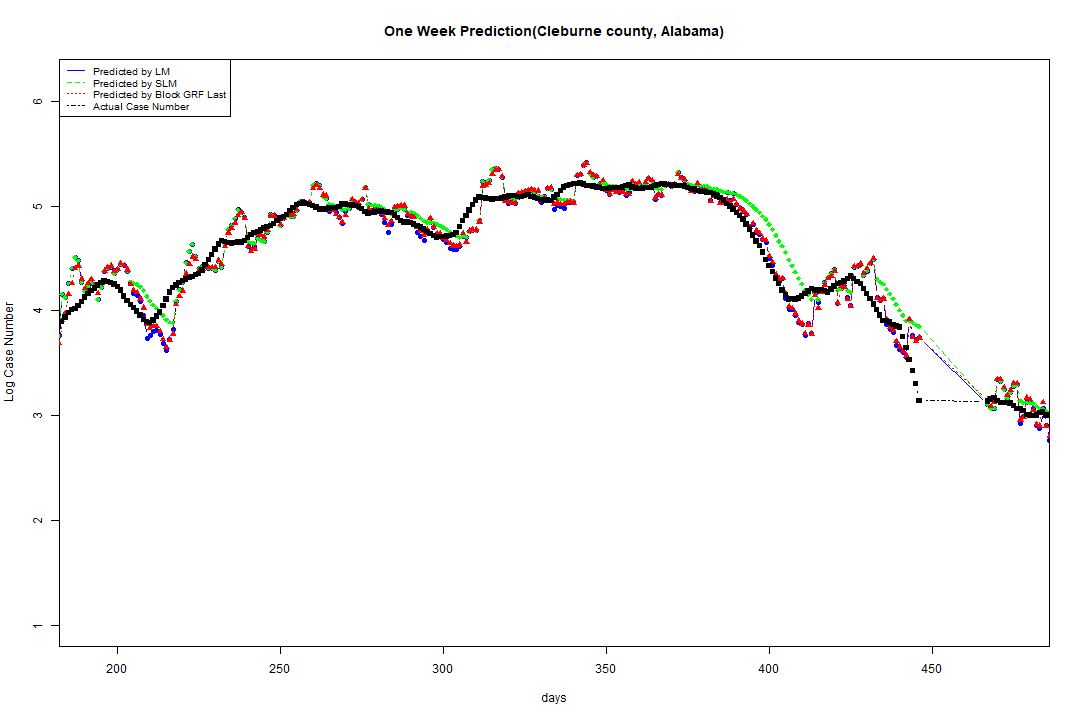 One Week Prediction(Cleburne county, Alabama)
Predicted by LM
Predicted by SLM
Predicted by Block GRF Last
Actual Case Number
6
5
4
3
2
1
Log Case Number
200 250 300 350 400 450
days